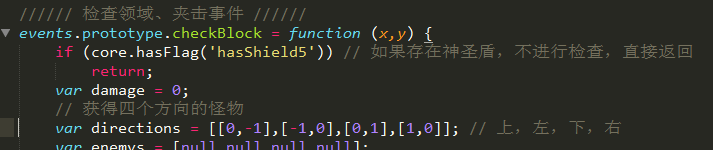 ////// 检查领域、夹击事件 //////
events.prototype.checkBlock = function (x,y) {
if (core.hasFlag('hasShield5')) // 如果存在神圣盾，不进行检查，直接返回
return;
var damage = 0;
// 获得四个方向的怪物
var directions = [[0,-1],[-1,0],[0,1],[1,0]]; // 上，左，下，右
var enemys = [null,null,null,null];